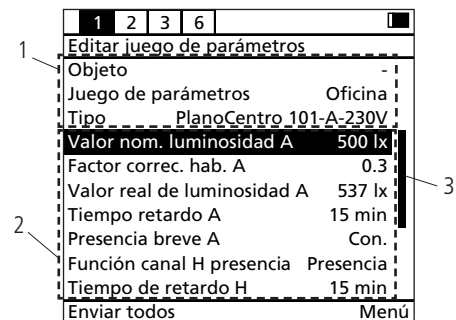 1 2 3 6
Editar juego de parámetros
1
Objeto -
Juego de parámetros Oficina
Tipo PlanoCentro 101-A-230V
Valor nom. luminosidad A 500 lx
Factor correc. hab. A 0.3
Valor real de luminosidad A 537 lx
3
Tiempo retardo A 15 min
2
Presencia breve A Con.
Función canal H presencia Presencia
Tiempo de retardo H 15 min
Enviar todos Menú